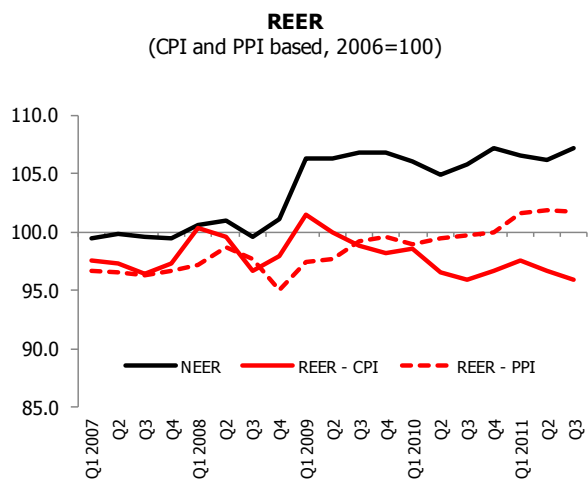 REER
(CPI and PPI based, 2006=100)
110.0
105.0
100.0
95.0
90.0
85.0
NEER
REER - CPI
REER - PPI
Q1 2007
Q2
Q3
Q4
Q1 2008
Q2
Q3
Q4
Q1 2009
Q2
Q3
Q4
Q1 2010
Q2
Q3
Q4
Q1 2011
Q2
Q3